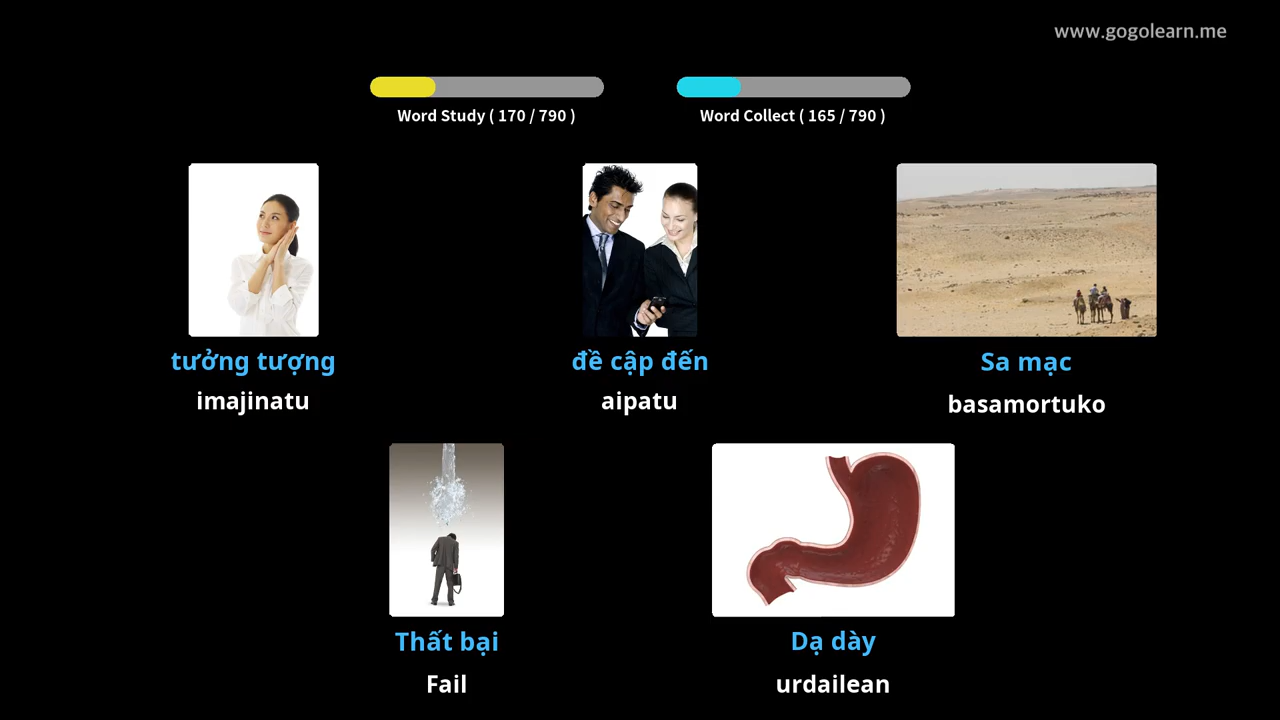 www.gogolearn.me
Word Study ( 170 / 790 )
Word Collect ( 165 / 790 )
tưởng tượng
imajinatu
đề cập đến
aipatu
Sa mạc
basamortuko
Thất bại
Fail
Dạ dày
urdailean